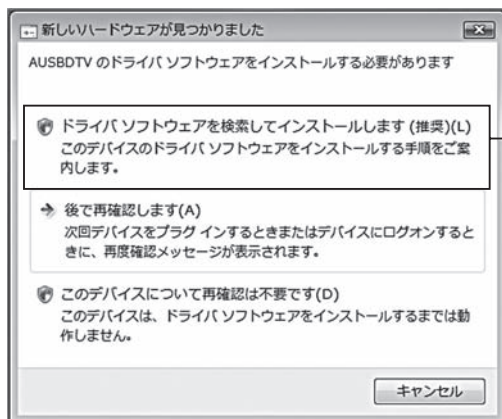 新しいハードウェアが見つかりました
AUSBDTV のドライバ ソフトウェアをインストールする必要があります
ドライバ ソフトウェアを検索してインストールします (推奨)(L)
このデバイスのドライバ ソフトウェアをインストールする手順をご案
内します。
後で再確認します(A)
次回デバイスをプラグ インするときまたはデバイスにログオンすると
きに、再度確認メッセージが表示されます。
このデバイスについて再確認は不要です(D)
このデバイスは、ドライバ ソフトウェアをインストールするまでは動
作しません。
キャンセル